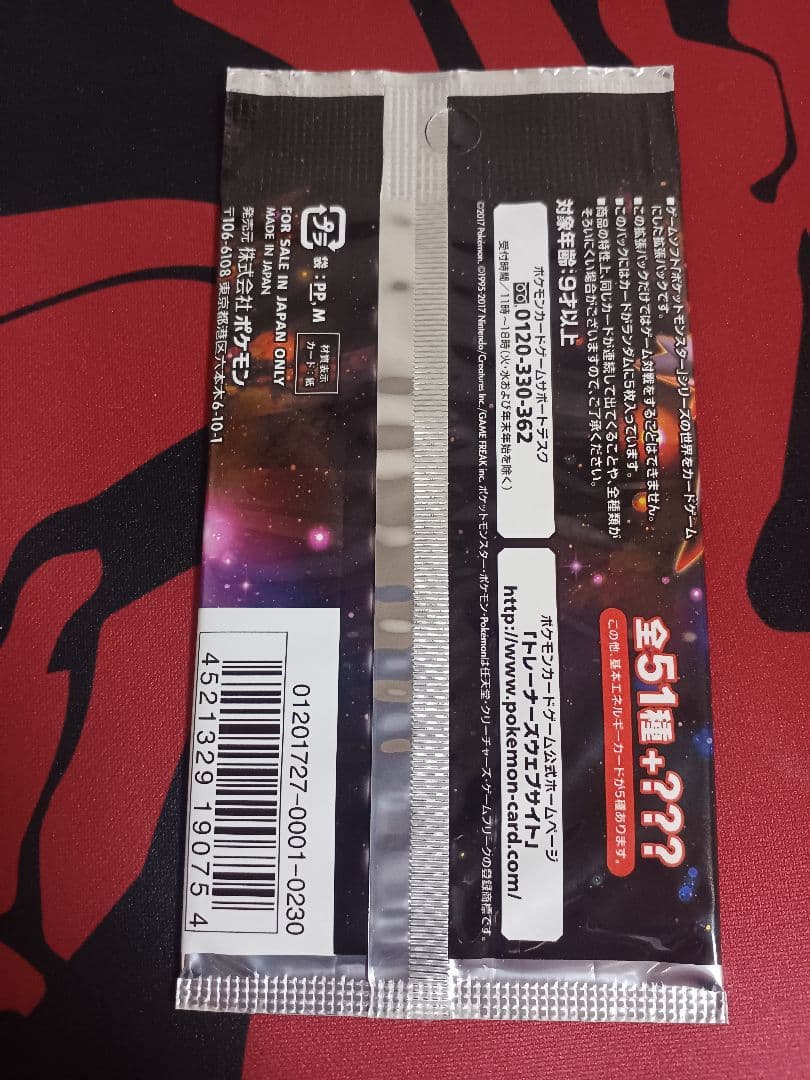 ■ゲームソフト『ポケットモンスター』シリーズの世界をカードゲーム
にした拡張パックです。
■この拡張パックだけではゲーム対戦をすることはできません。
■このパックにはカードがランダムに5枚入っています。
■商品の特性上、同じカードが連続して出てくることや、全種類が
そろいにくい場合がございますので、ご了承ください。
対象年齢：9才以上
全51種+???
この他、基本エネルギーカードが5種あります。
ポケモンカードゲームサポートデスク
0120-330-362
受付時間／11時～18時（火・水および年末年始を除く）
ポケモンカードゲーム公式ホームページ
「トレーナーズウェブサイト」
http://www.pokemon-card.com/
©2017 Pokémon. ©1995-2017 Nintendo/Creatures Inc./GAME FREAK inc. ポケットモンスター・ポケモン・Pokémonは任天堂・クリーチャーズ・ゲームフリークの登録商標です。
プラ
袋：PP, M
材質表示
カード：紙
FOR SALE IN JAPAN ONLY
MADE IN JAPAN
発売元 株式会社ポケモン
〒106-6108 東京都港区六本木6-10-1
01201727-0001-0230
4521329 190754